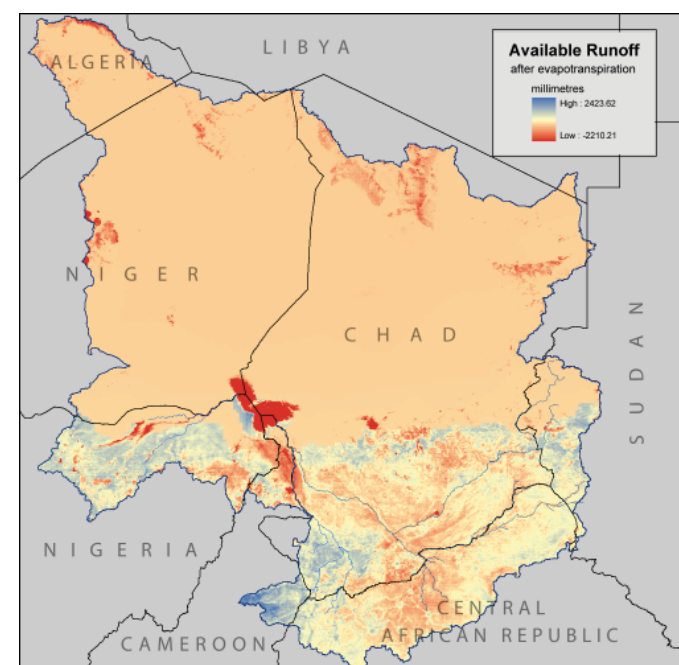 LIBYA
ALGERIA
Available Runoff
after evapotranspiration
millimetres
High : 2423.62
Low : -2210.21
NIGER
CHAD
SUDAN
NIGERIA
CENTRAL
AFRICAN REPUBLIC
CAMEROON